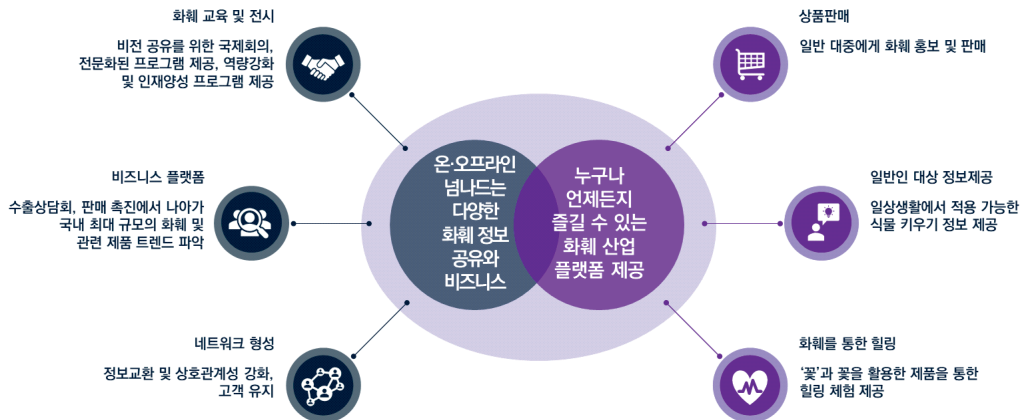 화훼 교육 및 전시
비전 공유를 위한 국제회의,
전문화된 프로그램 제공, 역량강화
및 인재양성 프로그램 제공
비즈니스 플랫폼
수출상담회, 판매 촉진에서 나아가
국내 최대 규모의 화훼 및
관련 제품 트렌드 파악
네트워크 형성
정보교환 및 상호관계성 강화,
고객 유지
온·오프라인
넘나드는
다양한
화훼 정보
공유와
비즈니스
누구나
언제든지
즐길 수 있는
화훼 산업
플랫폼 제공
상품판매
일반 대중에게 화훼 홍보 및 판매
일반인 대상 정보제공
일상생활에서 적용 가능한
식물 키우기 정보 제공
화훼를 통한 힐링
‘꽃’과 꽃을 활용한 제품을 통한
힐링 체험 제공